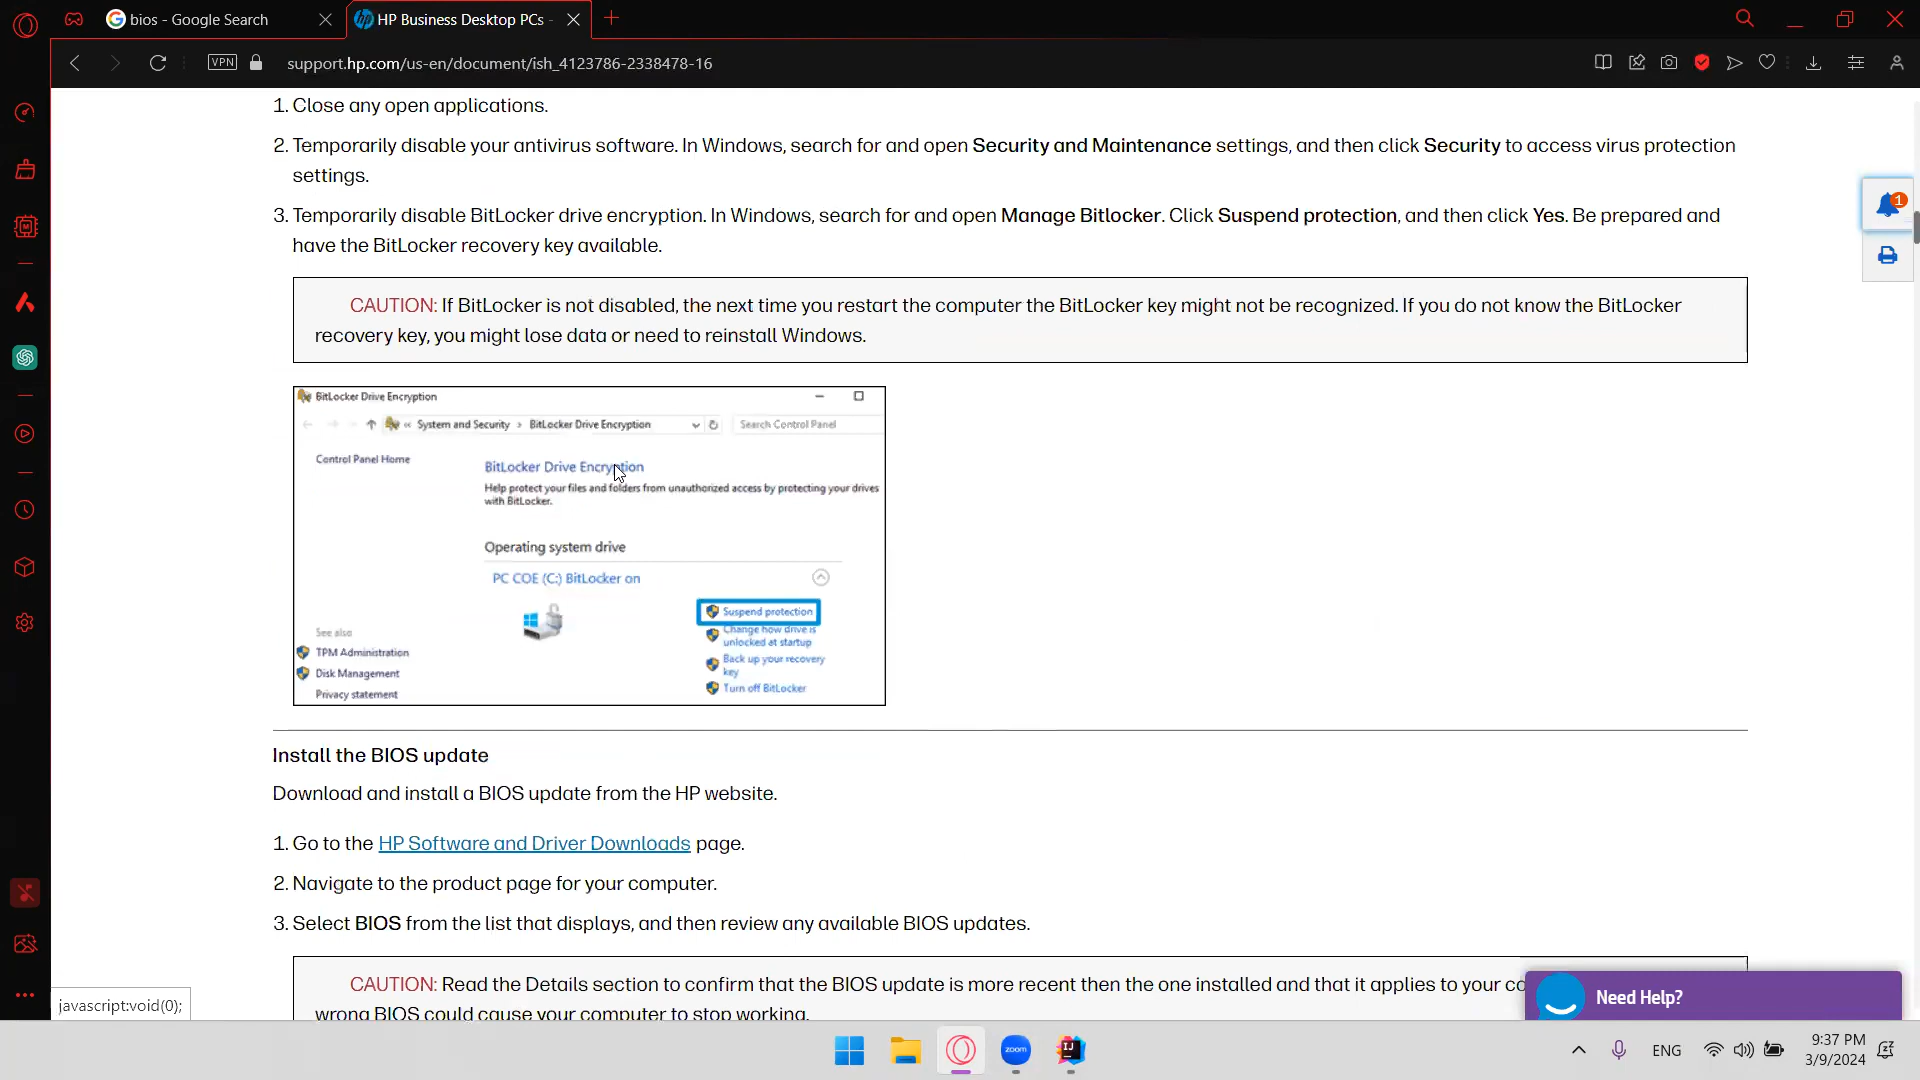 bios - Google Search
HP Business Desktop PCs -
VPN
support.hp.com/us-en/document/ish_4123786-2338478-16
1. Close any open applications.
2. Temporarily disable your antivirus software. In Windows, search for and open Security and Maintenance settings, and then click Security to access virus protection
settings.
3. Temporarily disable BitLocker drive encryption. In Windows, search for and open Manage Bitlocker. Click Suspend protection, and then click Yes. Be prepared and
have the BitLocker recovery key available.
1
CAUTION: If BitLocker is not disabled, the next time you restart the computer the BitLocker key might not be recognized. If you do not know the BitLocker
recovery key, you might lose data or need to reinstall Windows.
BitLocker Drive Encryption
« System and Security > BitLocker Drive Encryption
Search Control Panel
Control Panel Home
BitLocker Drive Encryption
Help protect your files and folders from unauthorized access by protecting your drives
with BitLocker.
Operating system drive
PC COE (C:) BitLocker on
Suspend protection
Change how drive is
unlocked at startup
Back up your recovery
key
Turn off BitLocker
See also
TPM Administration
Disk Management
Privacy statement
Install the BIOS update
Download and install a BIOS update from the HP website.
1. Go to the HP Software and Driver Downloads page.
2. Navigate to the product page for your computer.
3. Select BIOS from the list that displays, and then review any available BIOS updates.
CAUTION: Read the Details section to confirm that the BIOS update is more recent then the one installed and that it applies to your co
wrong BIOS could cause your computer to stop working.
Need Help?
javascript:void(0);
zoom
IJ
ENG
9:37 PM
3/9/2024